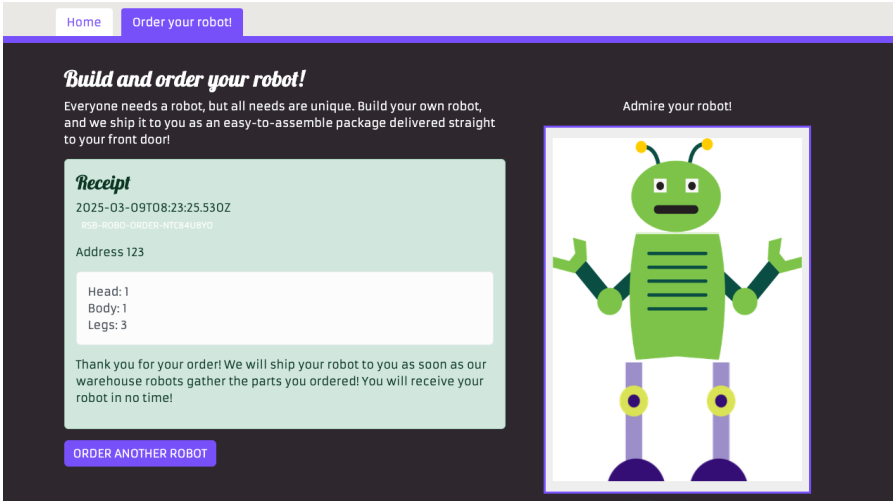 Home
Order your robot!
Build and order your robot!
Everyone needs a robot, but all needs are unique. Build your own robot,
and we ship it to you as an easy-to-assemble package delivered straight
to your front door!
Receipt
2025-03-09T08:23:25.530Z
RSB-ROBO-ORDER-NTC84U8YO
Address 123
Head: 1
Body: 1
Legs: 3
Thank you for your order! We will ship your robot to you as soon as our
warehouse robots gather the parts you ordered! You will receive your
robot in no time!
ORDER ANOTHER ROBOT
Admire your robot!